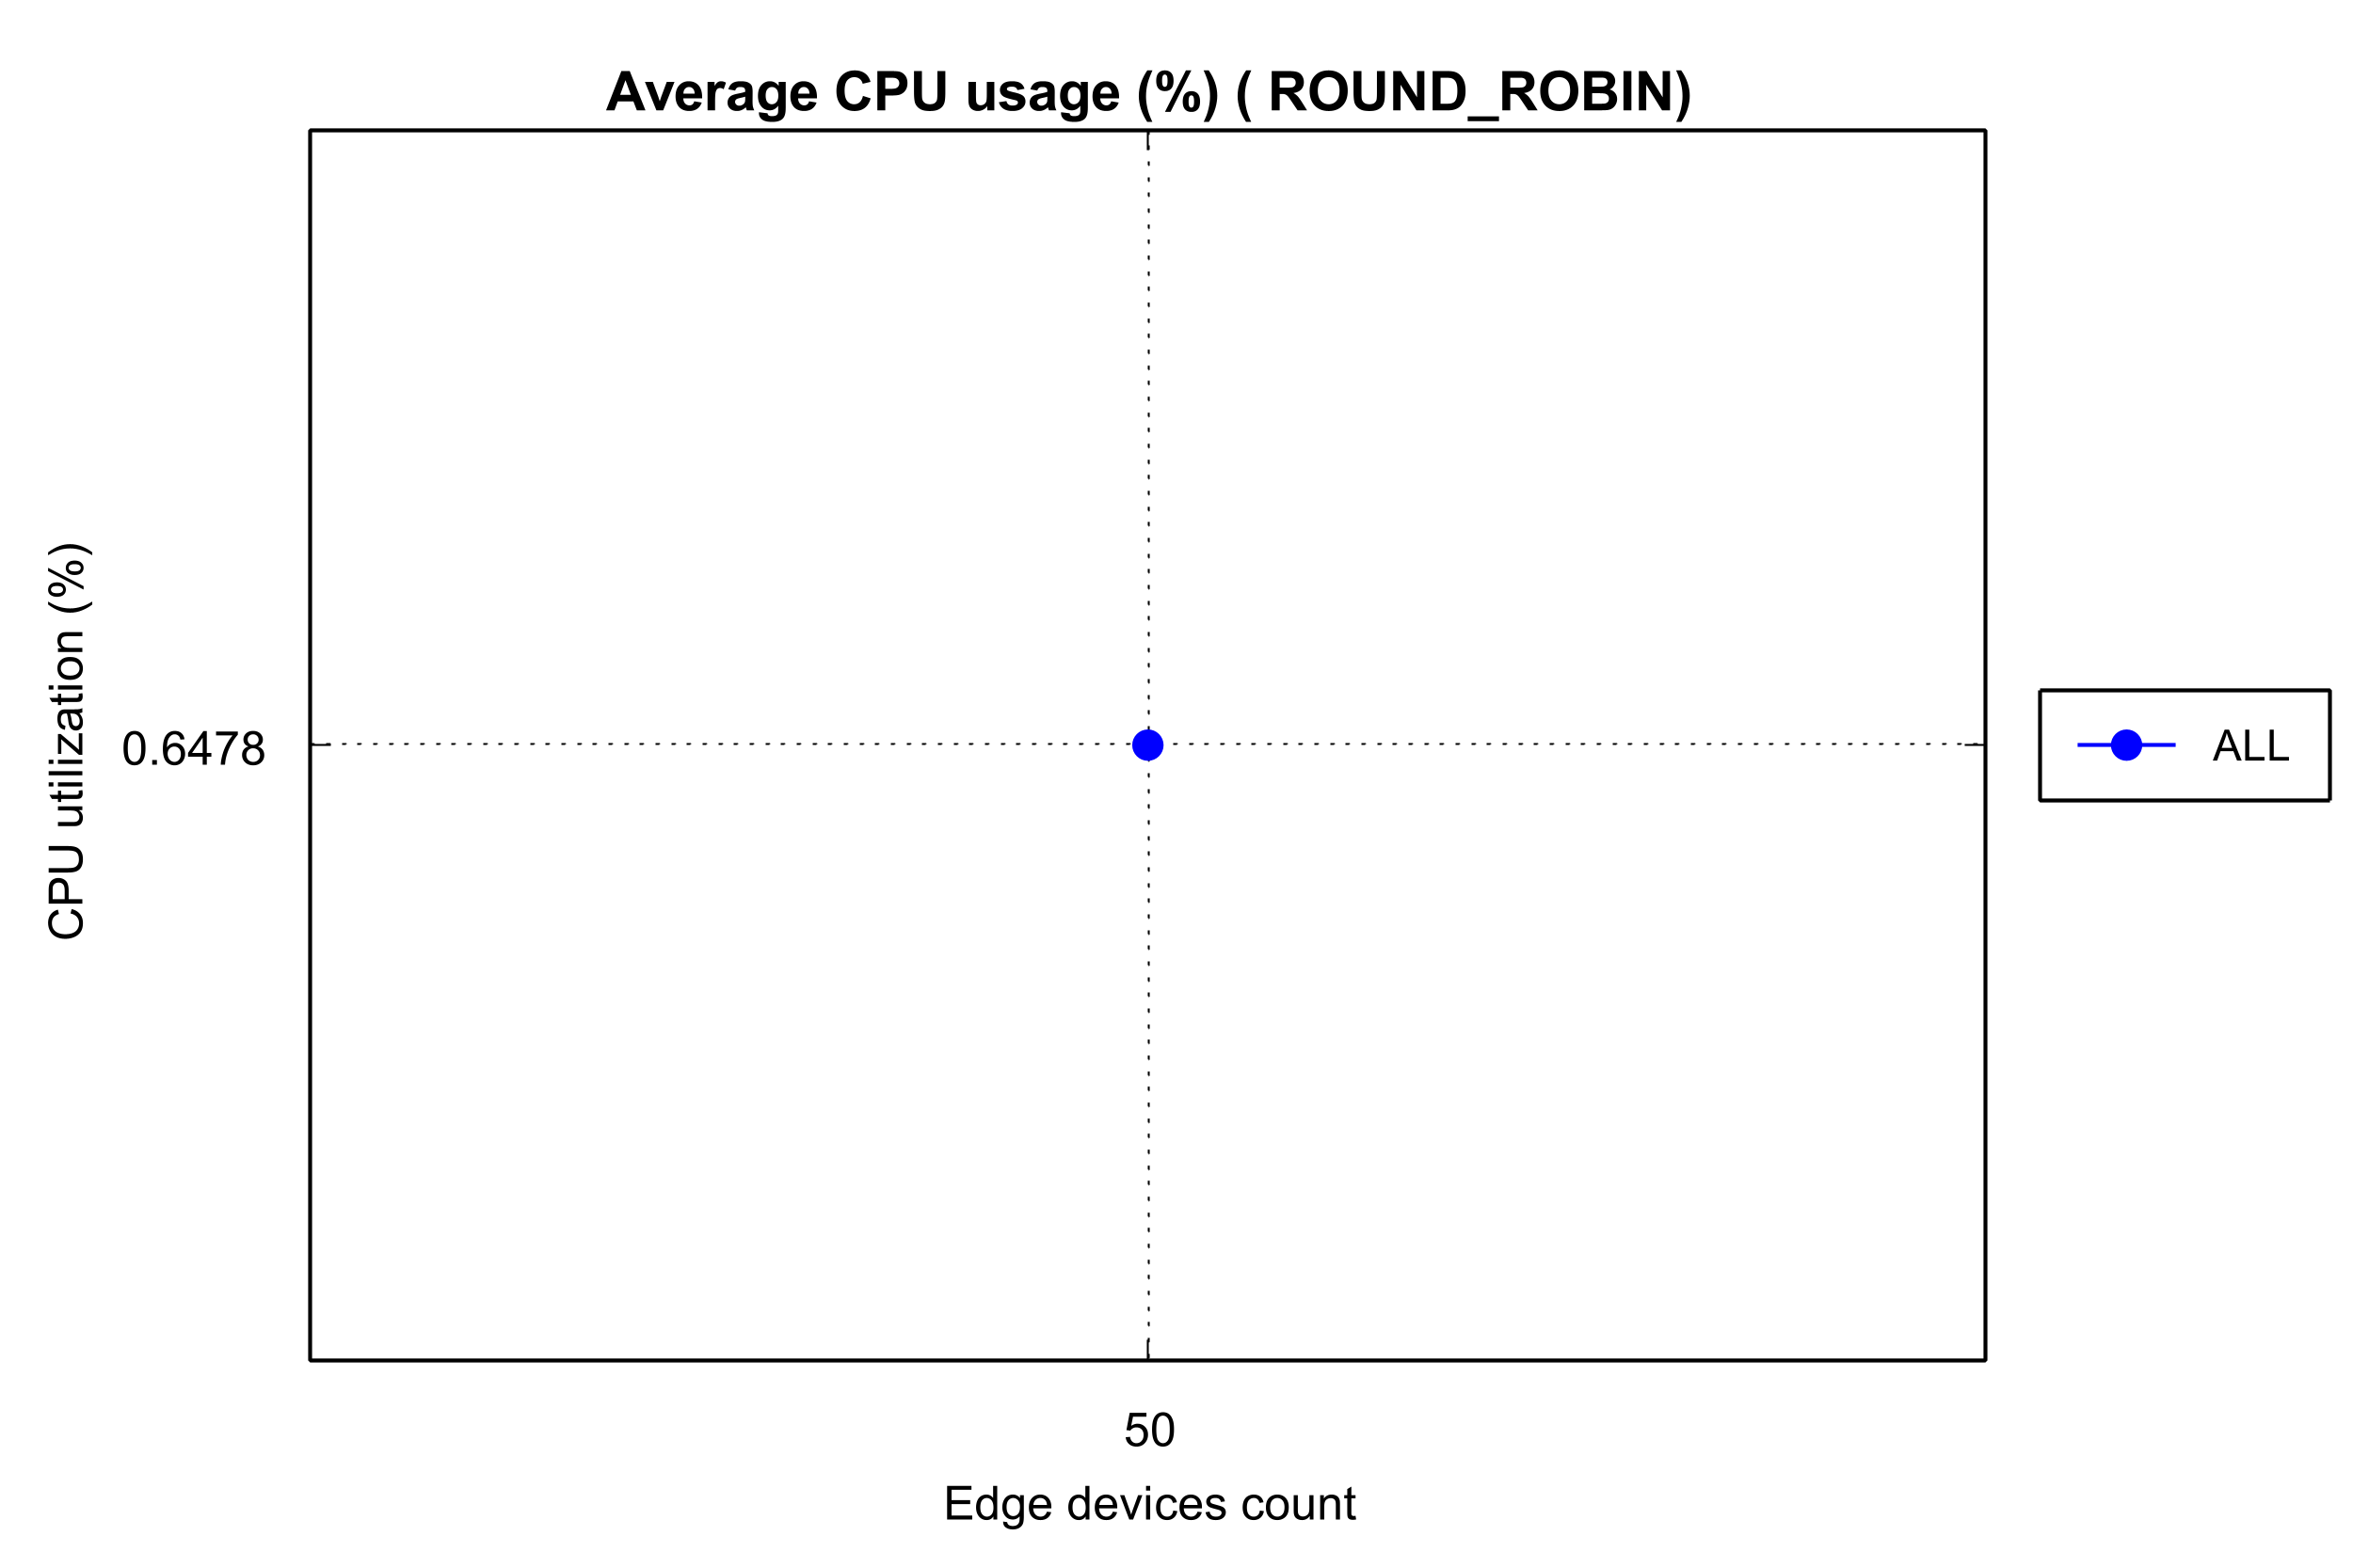 Average CPU usage (%) ( ROUND_ROBIN)
CPU utilization (%)
0.6478
ALL
50
Edge devices count